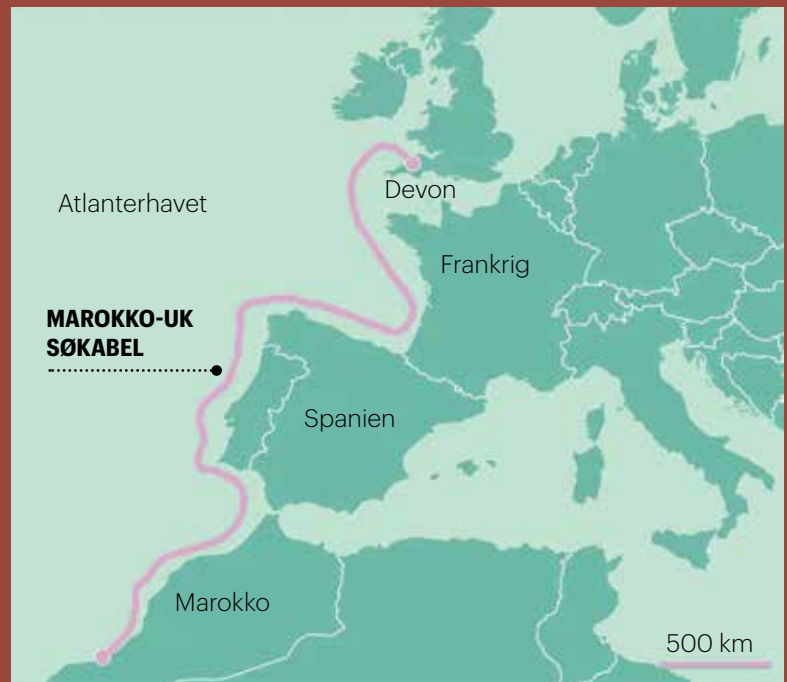 Atlanterhavet
Devon
Frankrig
MAROKKO-UK
SØKABEL
Spanien
Marokko
500 km